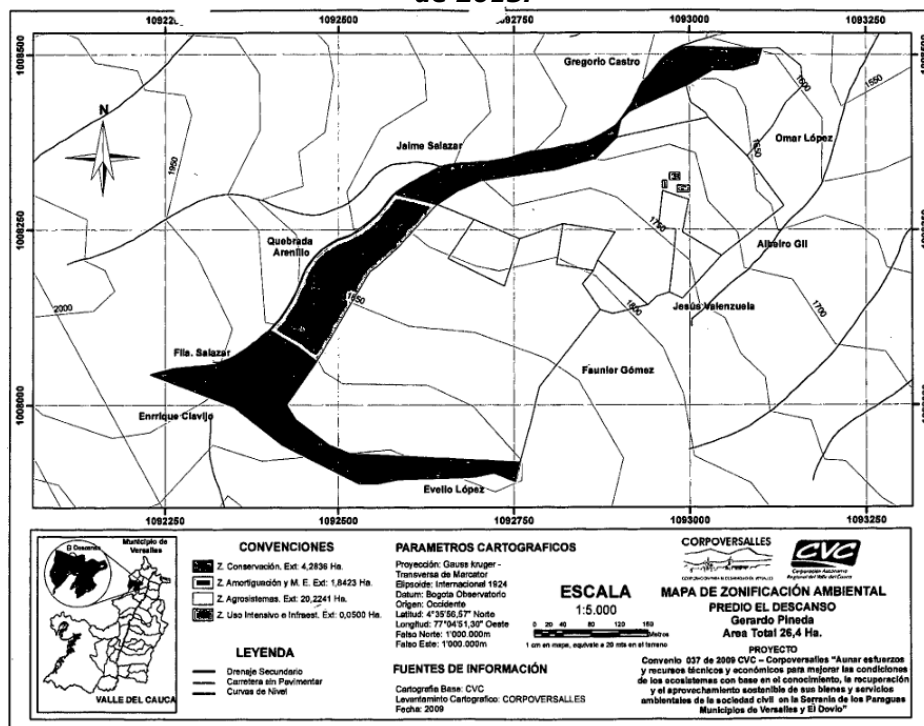 de 2013.
1092250 1092500 1092750 1093000 1093250
1008500
Gregorio Castro
1550
1600
N
Omar López
Jaime Salazar
1950
1650
1008250
1750
Quebrada
Arenillo
Albeiro Gil
1850
2000
1800
1700
Jesús Valenzuela
Flia. Salazar
Faunier Gómez
1008000
Enrrique Clavijo
Evelio López
1092250 1092500 1092750 1093000 1093250
El Descanso
Municipio de
Versalles
VALLE DEL CAUCA
CONVENCIONES
Z. Conservación. Ext: 4,2836 Ha.
Z. Amortiguación y M. E. Ext: 1,8423 Ha.
Z. Agrosistemas. Ext: 20,2241 Ha.
Z. Uso Intensivo e Infraest. Ext: 0,0500 Ha.
LEYENDA
Drenaje Secundario
Carretera sin Pavimentar
Curvas de Nivel
PARAMETROS CARTOGRAFICOS
Proyección: Gauss kruger -
Transversa de Mercator
Elipsoide: Internacional 1924
Datum: Bogota Observatorio
Origen: Occidente
Latitud: 4°35'56,57" Norte
Longitud: 77°04'51,30" Oeste
Falso Norte: 1'000.000m
Falso Este: 1'000.000m
FUENTES DE INFORMACIÓN
Cartografía Base: CVC
Levantamiento Cartografico: CORPOVERSALLES
Fecha: 2009
ESCALA
1:5.000
0 20 40 80 120 160
Metros
1 cm en mapa, equivale a 20 mts en el terreno
CORPOVERSALLES
CVC
Corporación Autónoma
Regional del Valle del Cauca
MAPA DE ZONIFICACIÓN AMBIENTAL
PREDIO EL DESCANSO
Gerardo Pineda
Area Total 26,4 Ha.
PROYECTO
Convenio 037 de 2009 CVC – Corpoversalles "Aunar esfuerzos
y recursos técnicos y económicos para mejorar las condiciones
de los ecosistemas con base en el conocimiento, la recuperación
y el aprovechamiento sostenible de sus bienes y servicios
ambientales de la sociedad civil en la Serranía de los Paraguas
Municipios de Versalles y El Dovio"